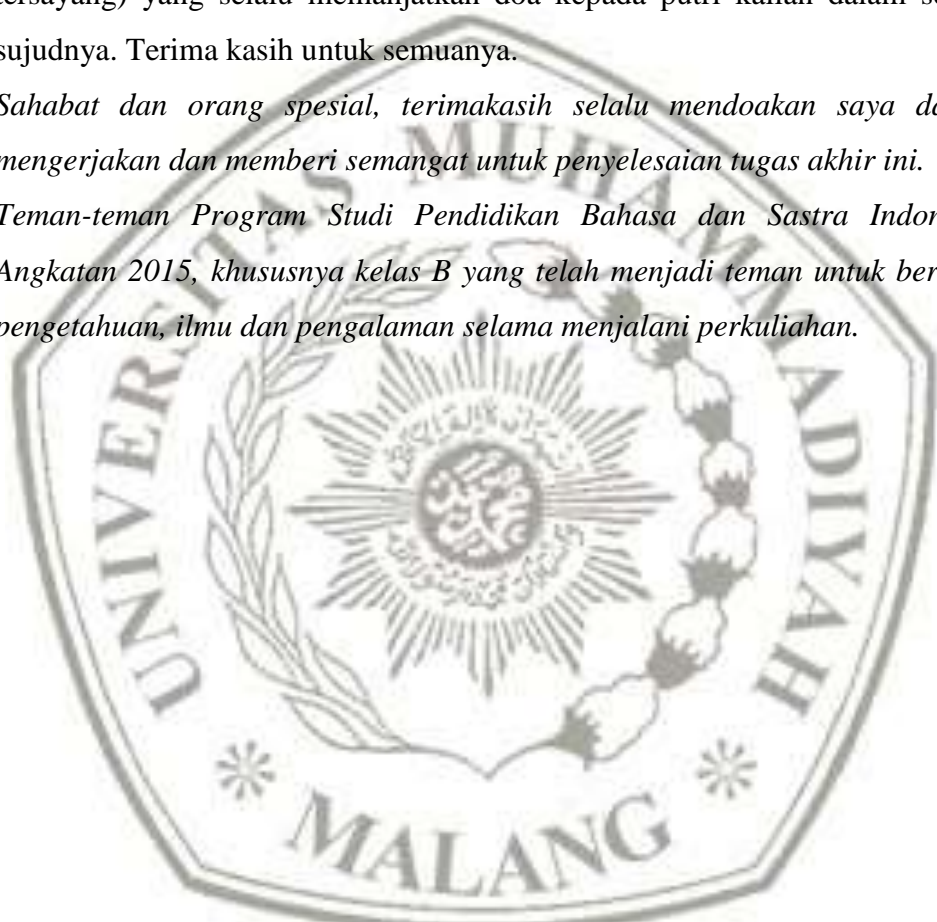 tersayang) yang selalu memanjatkan doa kepada putri kalian dalam se
sujudnya. Terima kasih untuk semuanya.
Sahabat dan orang spesial, terimakasih selalu mendoakan saya da
mengerjakan dan memberi semangat untuk penyelesaian tugas akhir ini.
Teman-teman Program Studi Pendidikan Bahasa dan Sastra Indon
Angkatan 2015, khususnya kelas B yang telah menjadi teman untuk ber
pengetahuan, ilmu dan pengalaman selama menjalani perkuliahan.
UNIVERSITAS MUHAMMADIYAH
MALANG